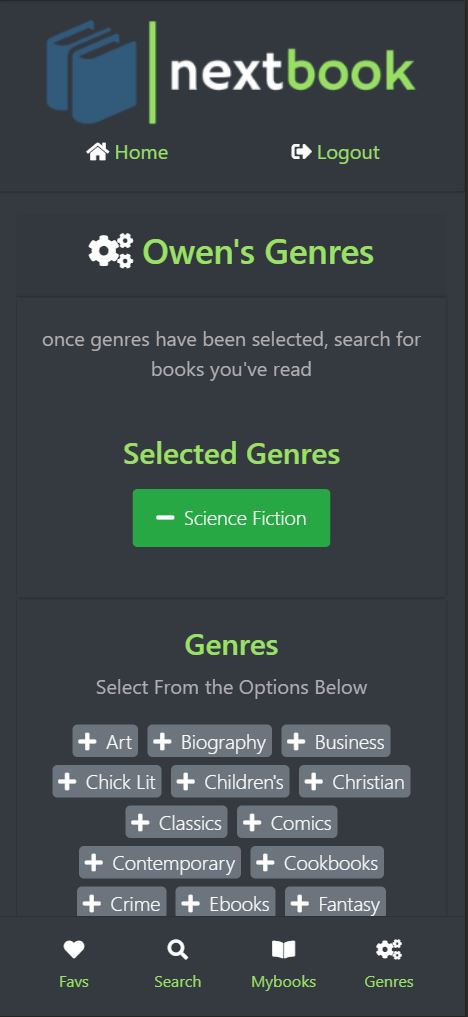 nextbook
Home Logout
Owen's Genres
once genres have been selected, search for
books you've read
Selected Genres
Science Fiction
Genres
Select From the Options Below
Art Biography Business
Chick Lit Children's Christian
Classics Comics
Contemporary Cookbooks
Crime Ebooks Fantasy
Favs Search Mybooks Genres